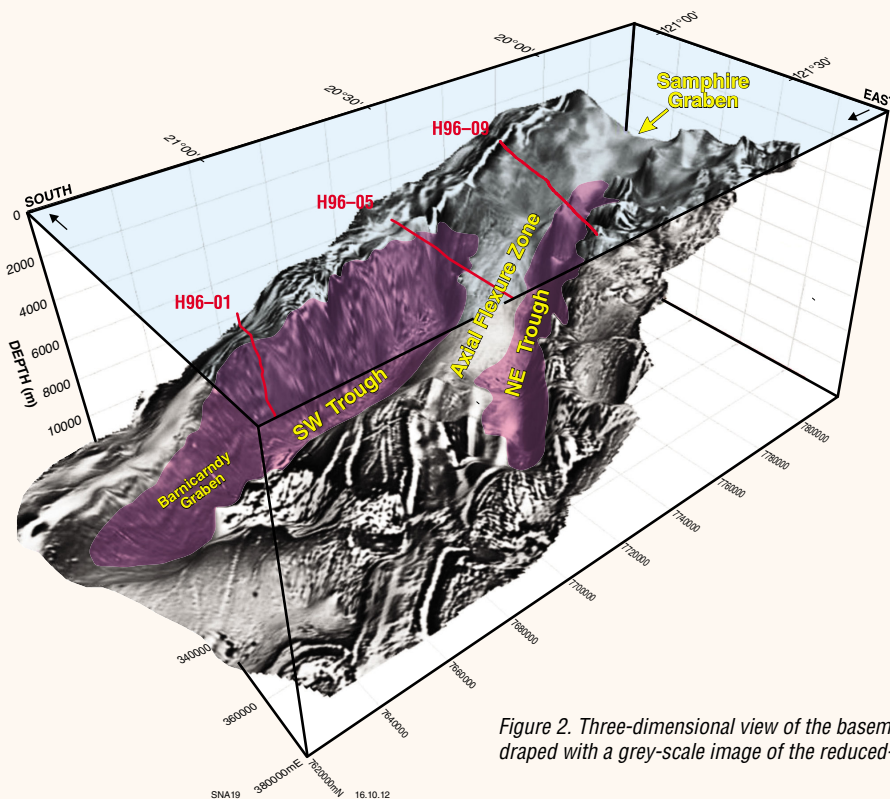 121°00'
20°00'
121°30'
Samphire
Graben
EAST
20°30'
H96–09
21°00'
SOUTH
H96–05
0
2000
4000
6000
8000
10000
DEPTH (m)
H96–01
Axial Flexure Zone
NE Trough
SW Trough
Barnicarndy
Graben
780000
7780000
7760000
7740000
7720000
7700000
7680000
7660000
7640000
7620000mN
340000
360000
380000mE
Figure 2. Three-dimensional view of the basem
draped with a grey-scale image of the reduced-
SNA19 16.10.12